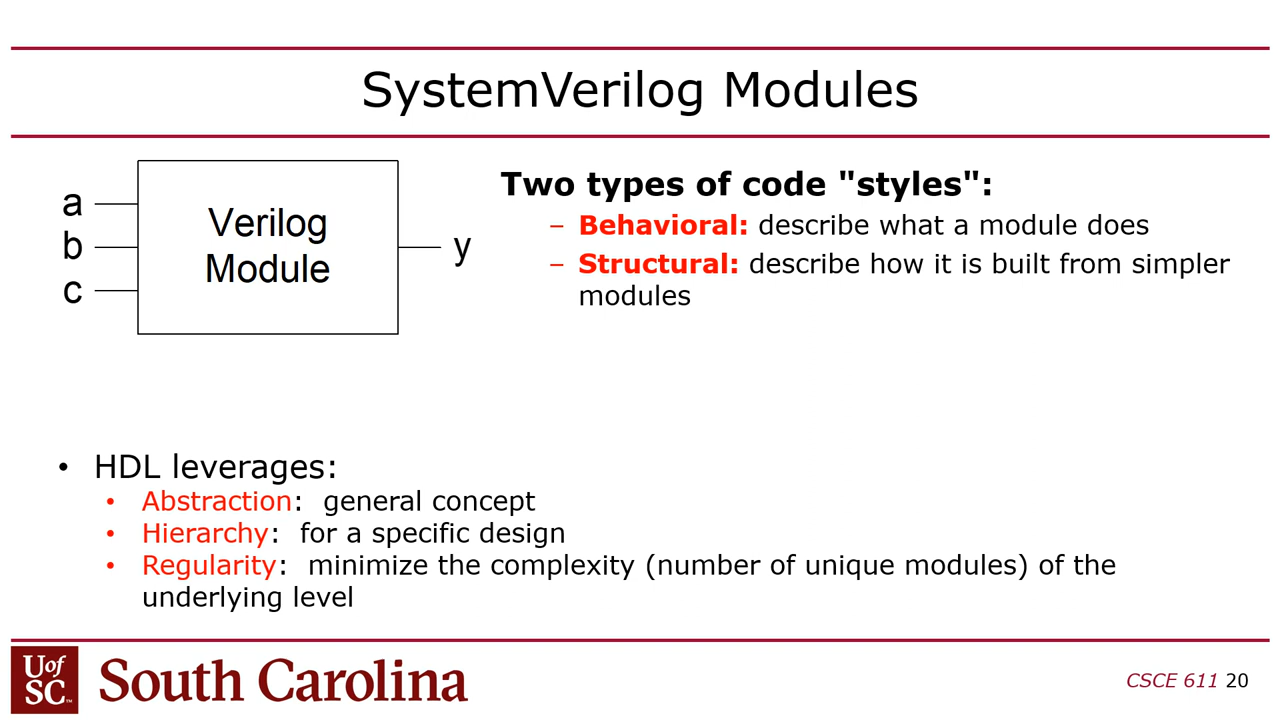 SystemVerilog Modules
a
b
c
Verilog
Module
y
Two types of code "styles":
– Behavioral: describe what a module does
– Structural: describe how it is built from simpler
modules
• HDL leverages:
• Abstraction:  general concept
• Hierarchy:  for a specific design
• Regularity:  minimize the complexity (number of unique modules) of the
underlying level
U of
SC™
South Carolina
CSCE 611 20